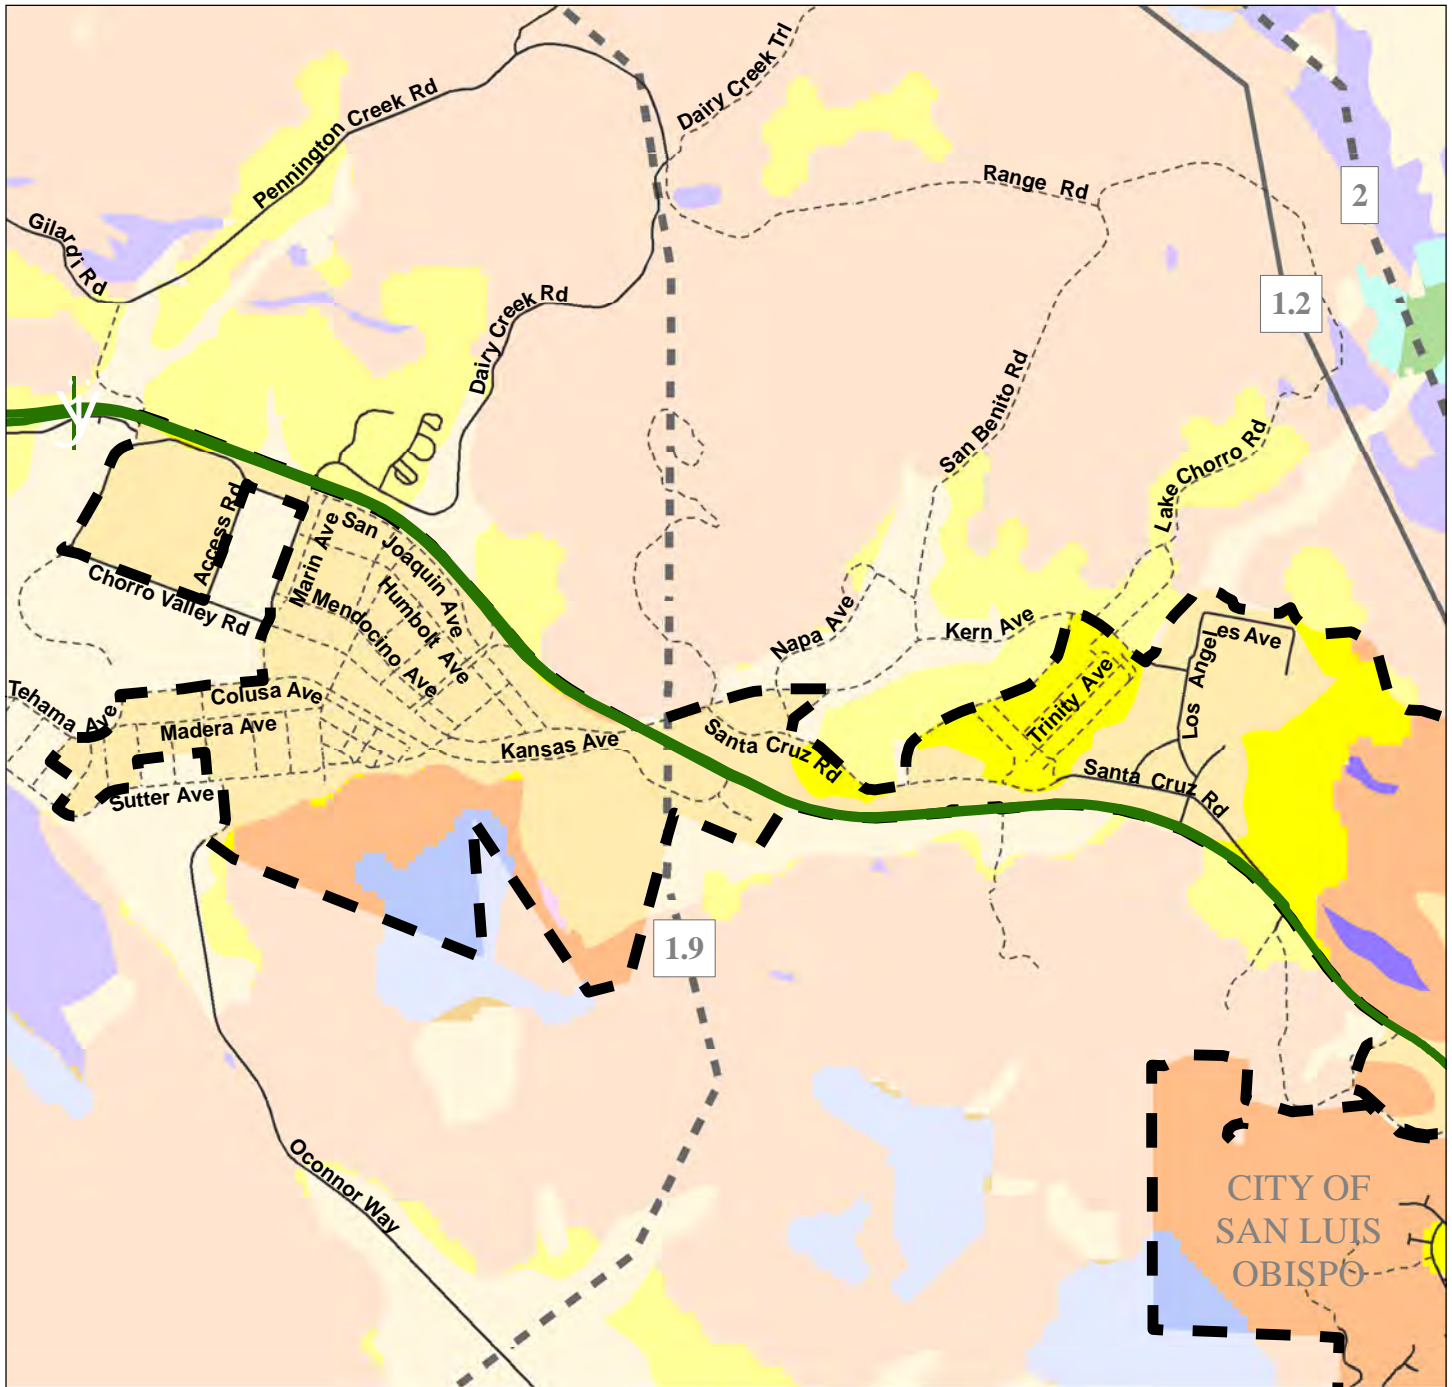 Dairy Creek Trl
Pennington Creek Rd
Range Rd
2
Gilardi Rd
1.2
Dairy Creek Rd
San Benito Rd
Lake Chorro Rd
Access Rd
Marin Ave
San Joaquin Ave
Chorro Valley Rd
Mendocino Ave
Humbolt Ave
Napa Ave
Kern Ave
Los Angel
es Ave
Trinity Ave
Tehama Ave
Colusa Ave
Madera Ave
Kansas Ave
Santa Cruz Rd
Santa Cruz Rd
Sutter Ave
1.9
Oconnor Way
CITY OF
SAN LUIS
OBISPO